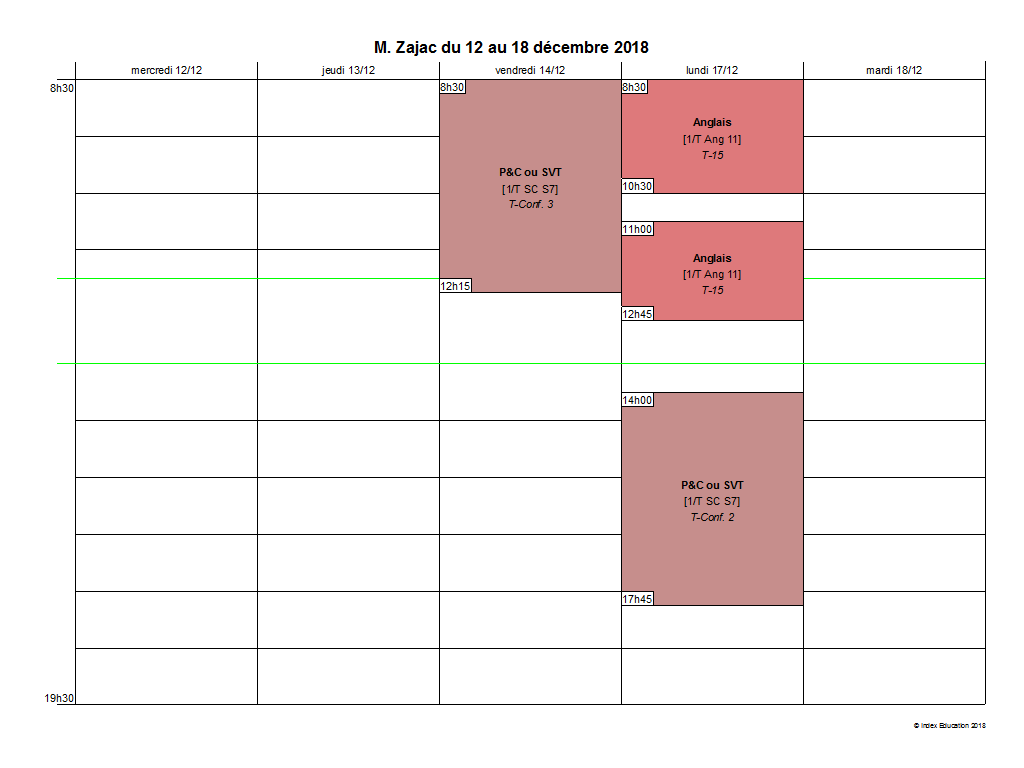 M. Zajac du 12 au 18 décembre 2018
mercredi 12/12
jeudi 13/12
vendredi 14/12
lundi 17/12
mardi 18/12
8h30
19h30
8h30
P&C ou SVT
[1/T SC S7]
T-Conf. 3
12h15
8h30
Anglais
[1/T Ang 11]
T-15
10h30
11h00
Anglais
[1/T Ang 11]
T-15
12h45
14h00
P&C ou SVT
[1/T SC S7]
T-Conf. 2
17h45
© Index Education 2018